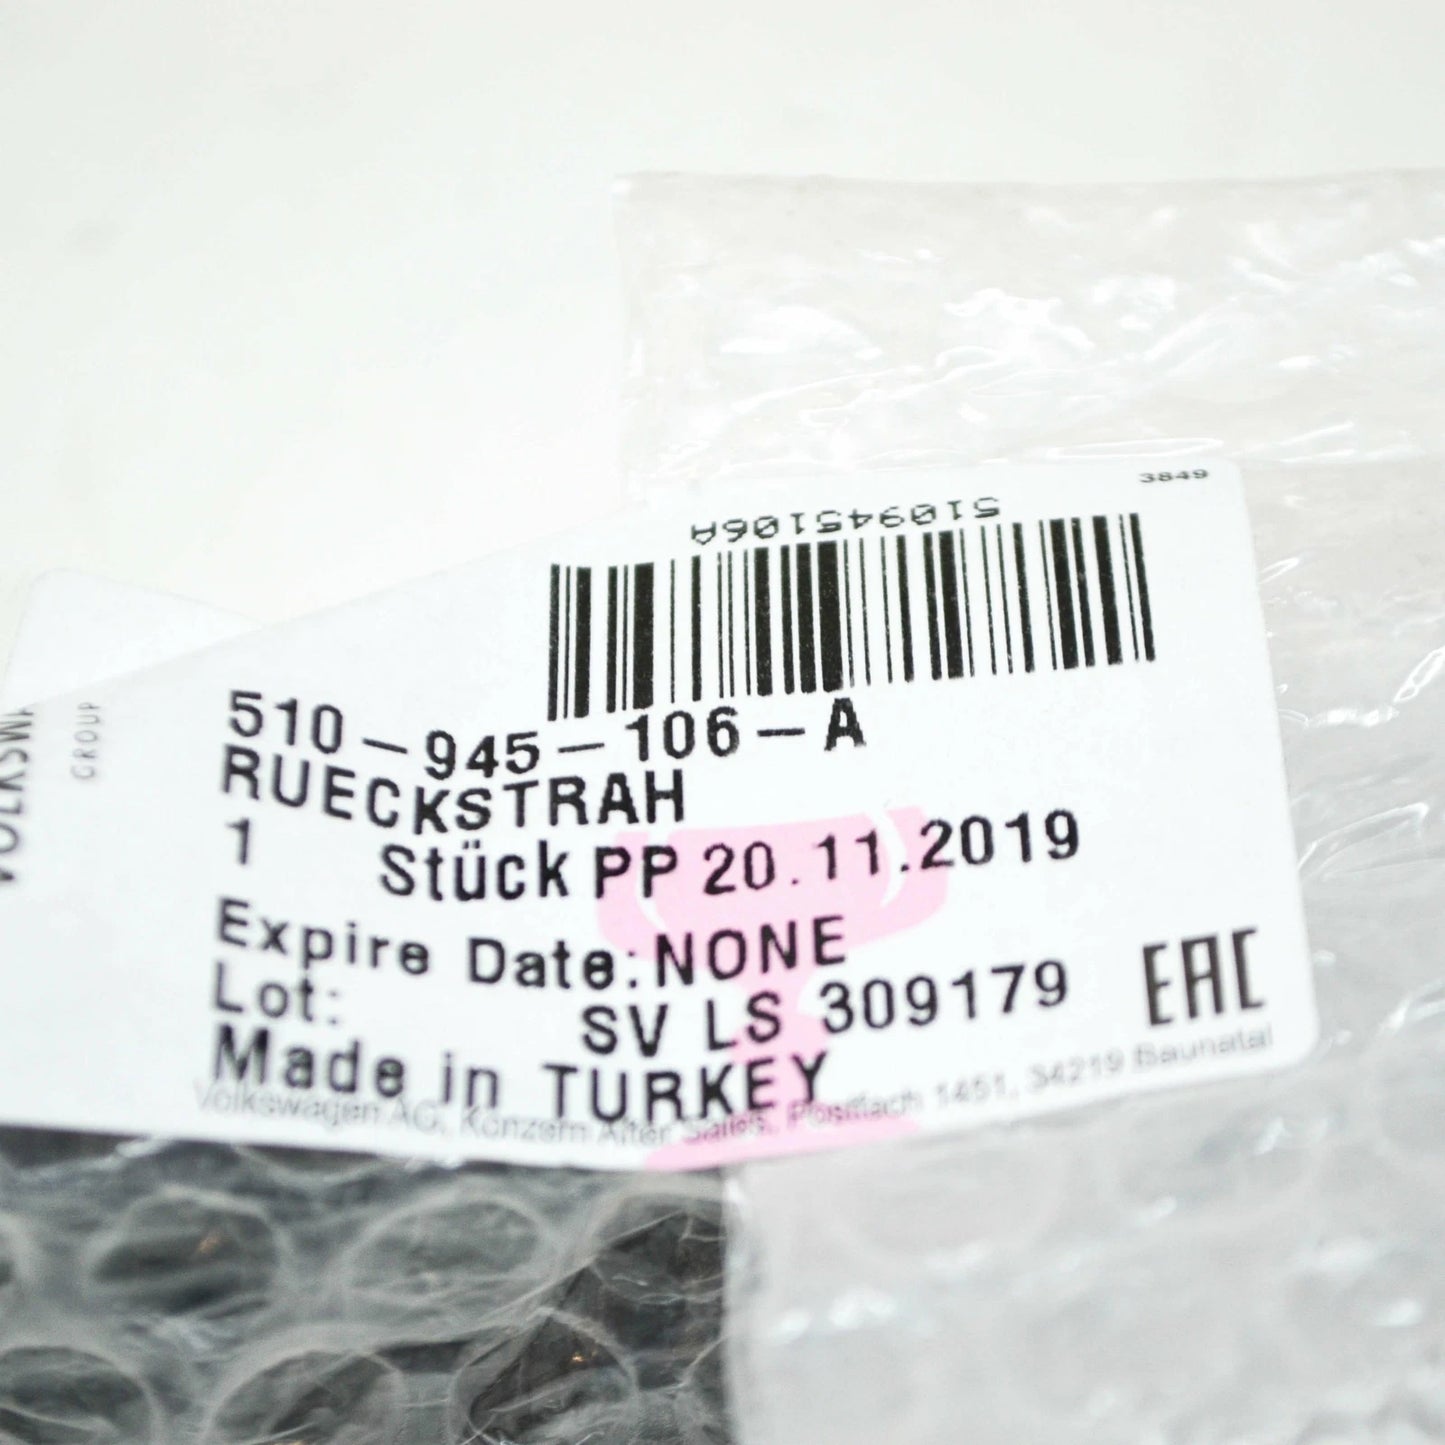 3849
510945106A
510-945-106-A
RUECKSTRAH
1 Stück PP 20.11.2019
Expire Date: NONE
Lot: SV LS 309179
Made in TURKEY
EAC
Volkswagen AG, Konzern After Sales, Postfach 1451, 34219 Baunatal
GROUP